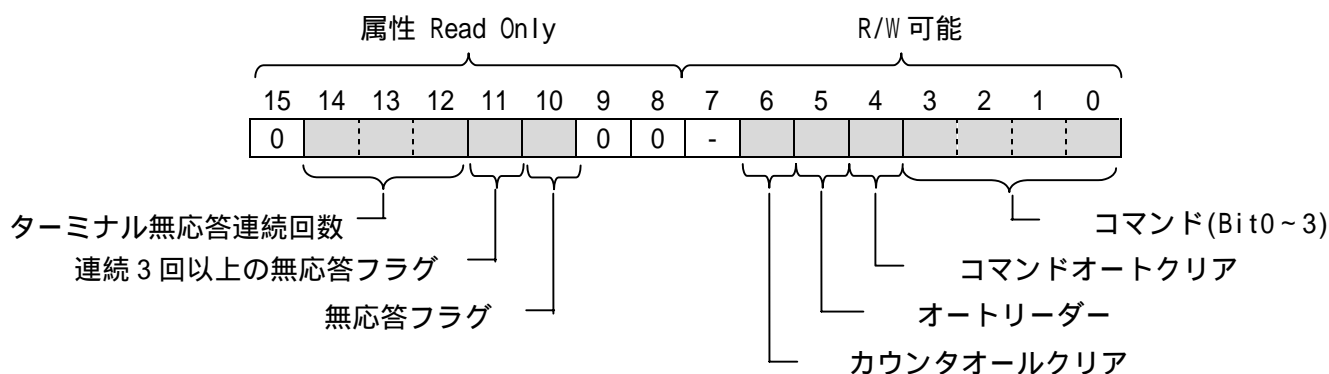 属性 Read Only R/W 可能
15 14 13 12 11 10 9 8 7 6 5 4 3 2 1 0
0 0 0 -
ターミナル無応答連続回数 コマンド(Bit0~3)
連続3回以上の無応答フラグ コマンドオートクリア
無応答フラグ オートリーダー
カウンタオールクリア